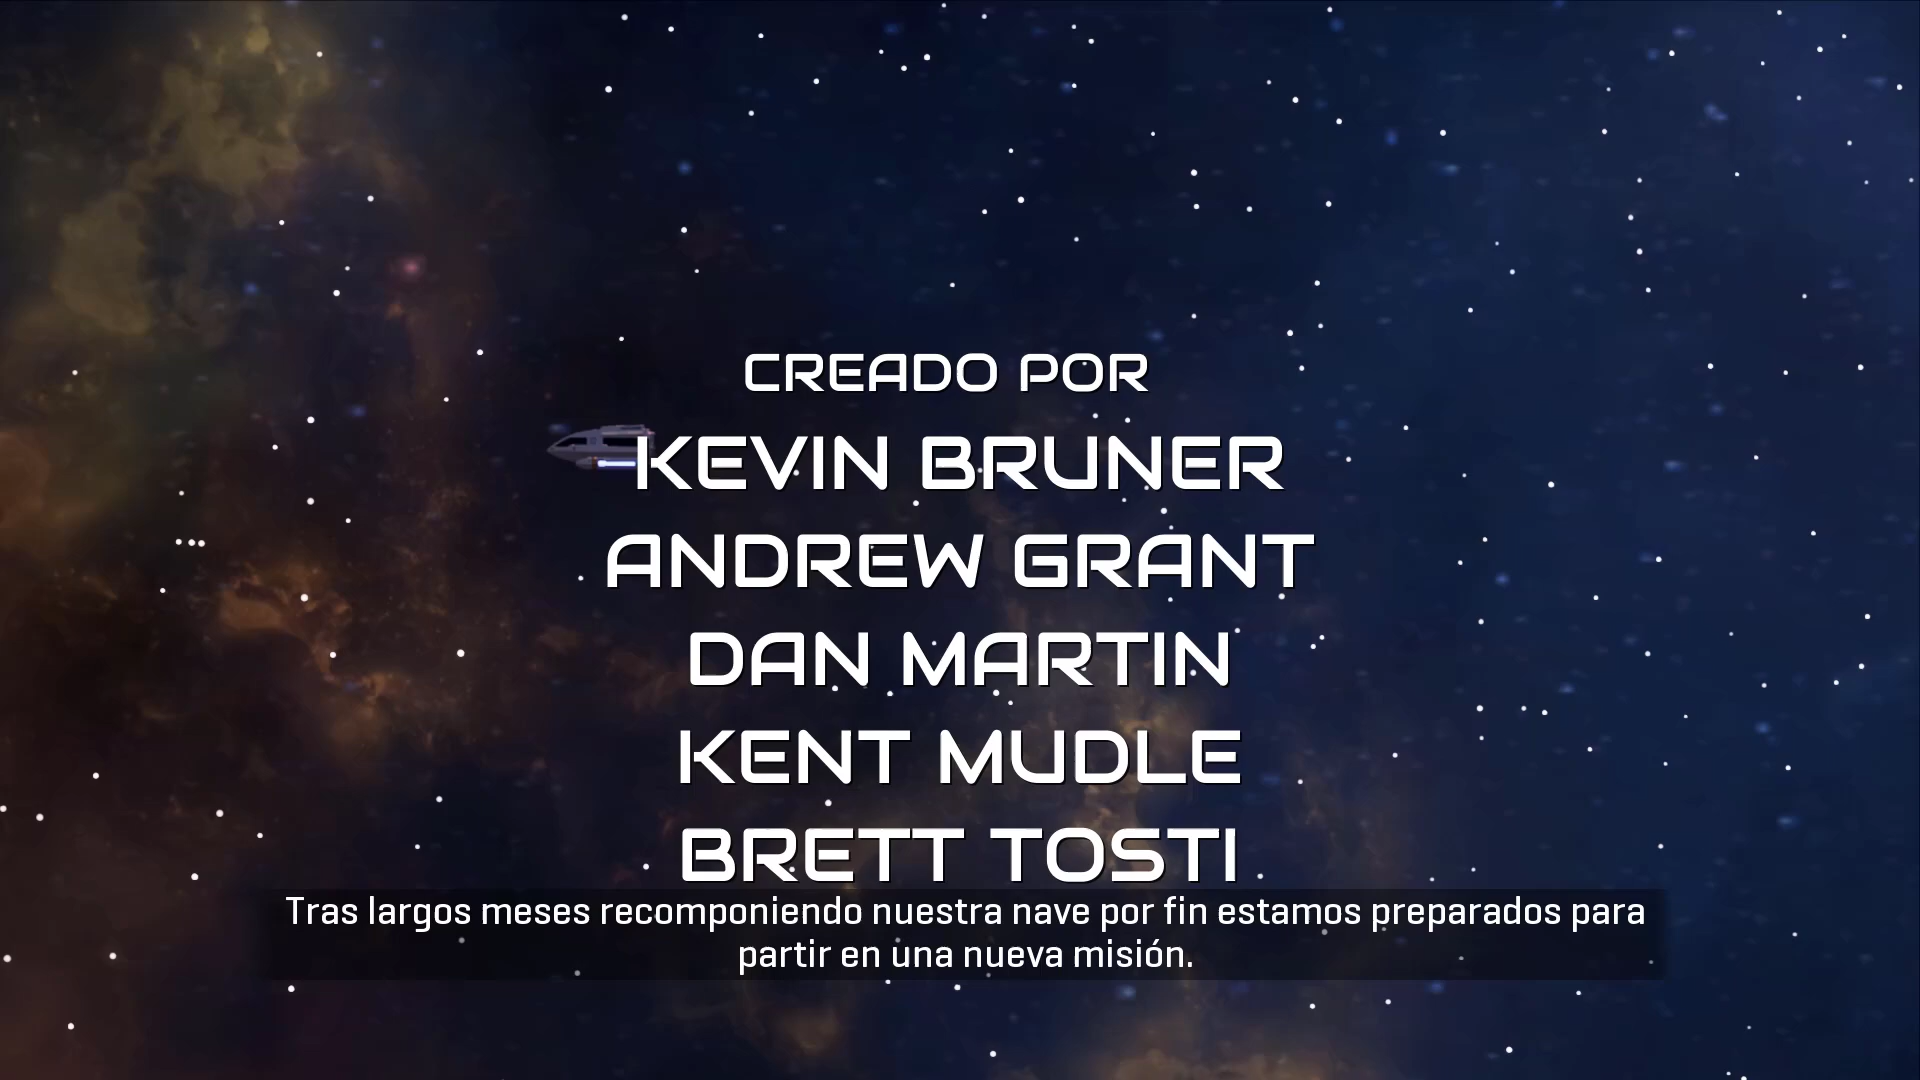 CREADO POR
KEVIN BRUNER
ANDREW GRANT
DAN MARTIN
KENT MUDLE
BRETT TOSTI
Tras largos meses recomponiendo nuestra nave por fin estamos preparados para
partir en una nueva misión.